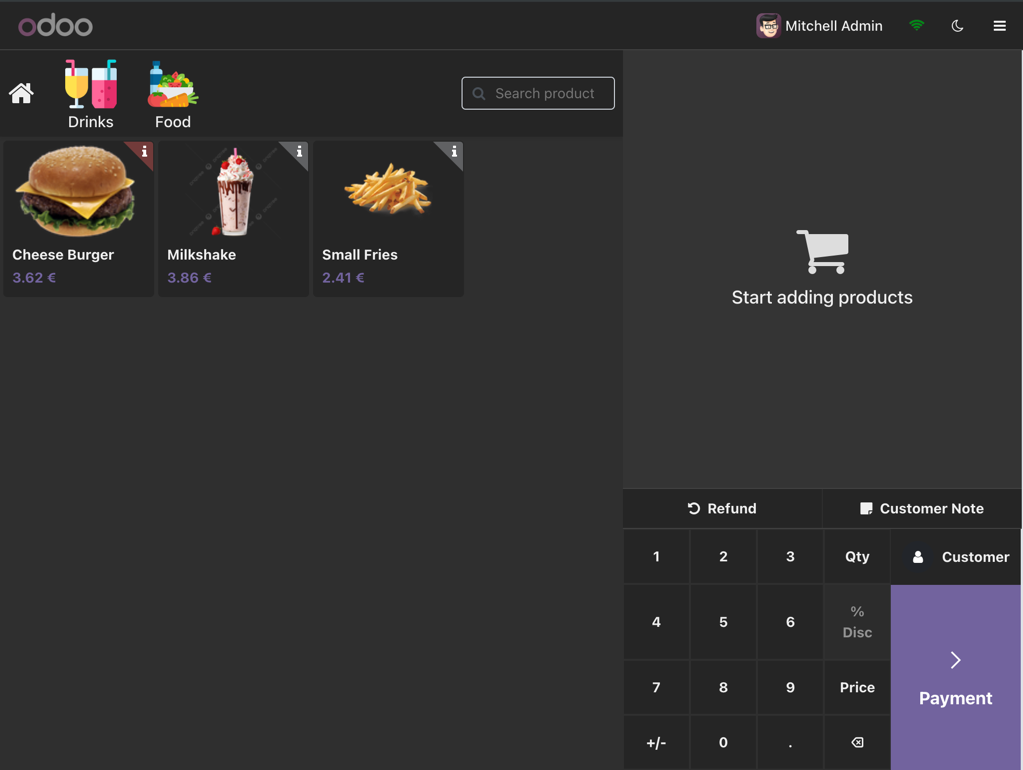 odoo
Mitchell Admin
Drinks
Food
Search product
Cheese Burger
3.62 €
Milkshake
3.86 €
Small Fries
2.41 €
Start adding products
Refund
Customer Note
1 2 3 Qty
Customer
4 5 6 % Disc
7 8 9 Price
Payment
+/- 0 .